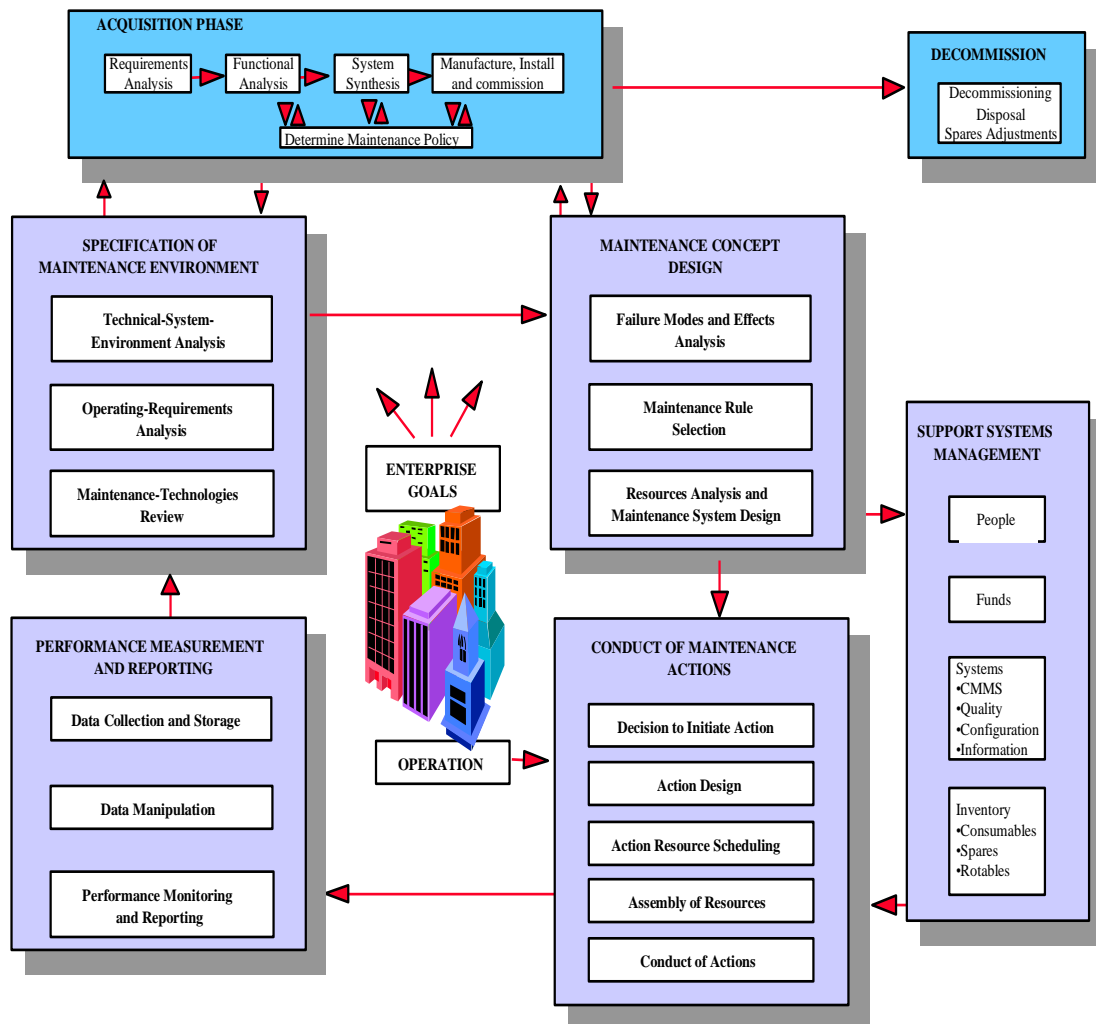 ACQUISITION PHASE
Requirements
Analysis
Functional
Analysis
System
Synthesis
Manufacture, Install
and commission
Determine Maintenance Policy
DECOMMISSION
Decommissioning
Disposal
Spares Adjustments
SPECIFICATION OF
MAINTENANCE ENVIRONMENT
Technical-System-
Environment Analysis
Operating-Requirements
Analysis
Maintenance-Technologies
Review
MAINTENANCE CONCEPT
DESIGN
Failure Modes and Effects
Analysis
Maintenance Rule
Selection
Resources Analysis and
Maintenance System Design
ENTERPRISE
GOALS
OPERATION
SUPPORT SYSTEMS
MANAGEMENT
People
Funds
Systems
•CMMS
•Quality
•Configuration
•Information
Inventory
•Consumables
•Spares
•Rotables
PERFORMANCE MEASUREMENT
AND REPORTING
Data Collection and Storage
Data Manipulation
Performance Monitoring
and Reporting
CONDUCT OF MAINTENANCE
ACTIONS
Decision to Initiate Action
Action Design
Action Resource Scheduling
Assembly of Resources
Conduct of Actions